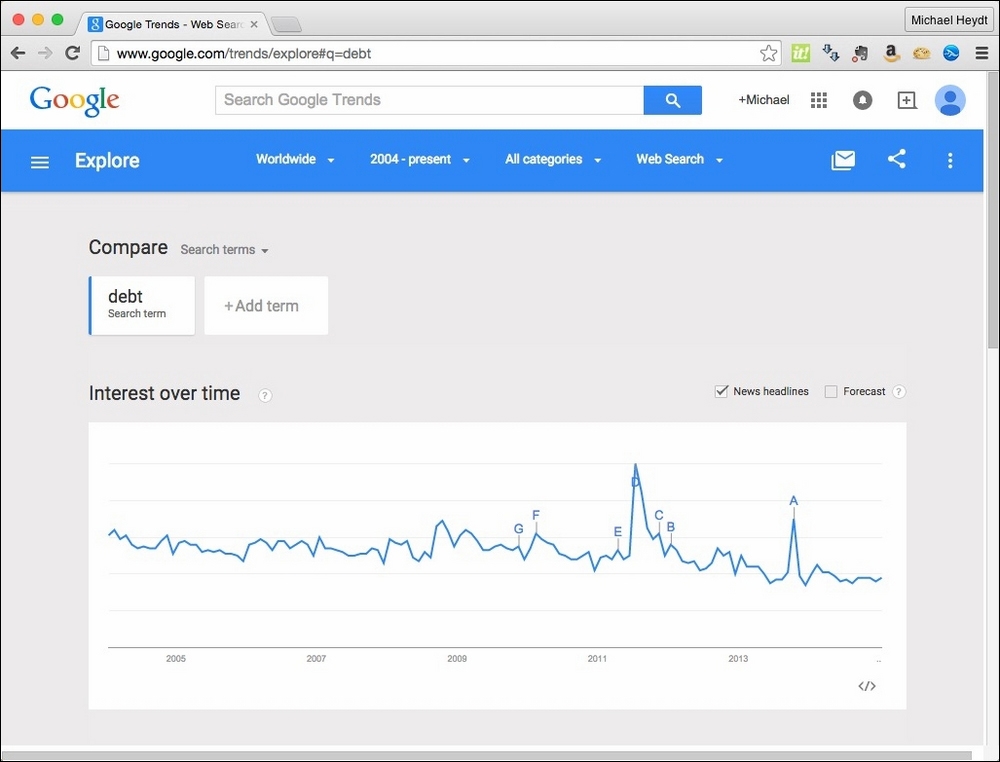 Google Trends - Web Sear
Michael Heydt
www.google.com/trends/explore#q=debt
it!
a
Google
Search Google Trends
+Michael
Explore
Worldwide
2004 - present
All categories
Web Search
Compare
Search terms
debt
Search term
+Add term
Interest over time
?
News headlines
Forecast
?
D
A
C
F
B
G
E
2005
2007
2009
2011
2013
..
</>